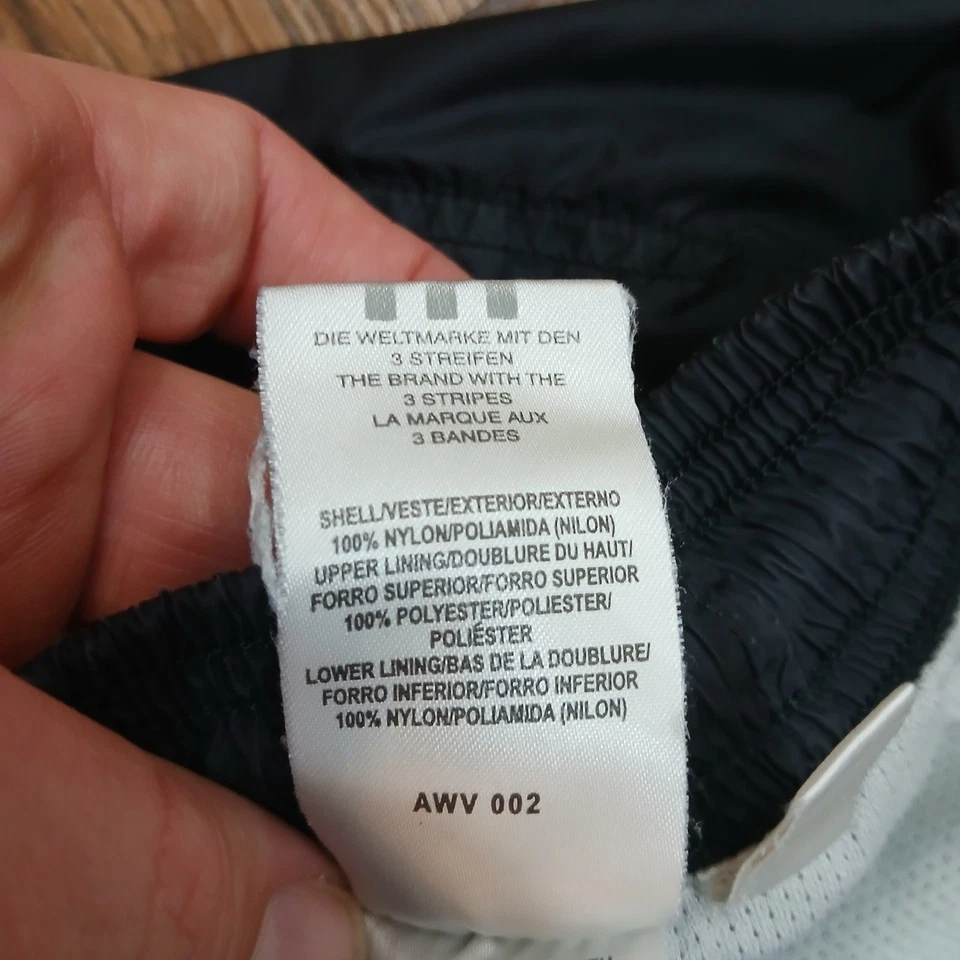 DIE WELTMARKE MIT DEN
3 STREIFEN
THE BRAND WITH THE
3 STRIPES
LA MARQUE AUX
3 BANDES
SHELL/VESTE/EXTERIOR/EXTERNO
100% NYLON/POLIAMIDA (NILON)
UPPER LINING/DOUBLURE DU HAUT/
FORRO SUPERIOR/FORRO SUPERIOR
100% POLYESTER/POLIESTER/
POLIÉSTER
LOWER LINING/BAS DE LA DOUBLURE/
FORRO INFERIOR/FORRO INFERIOR
100% NYLON/POLIAMIDA (NILON)
AWV 002